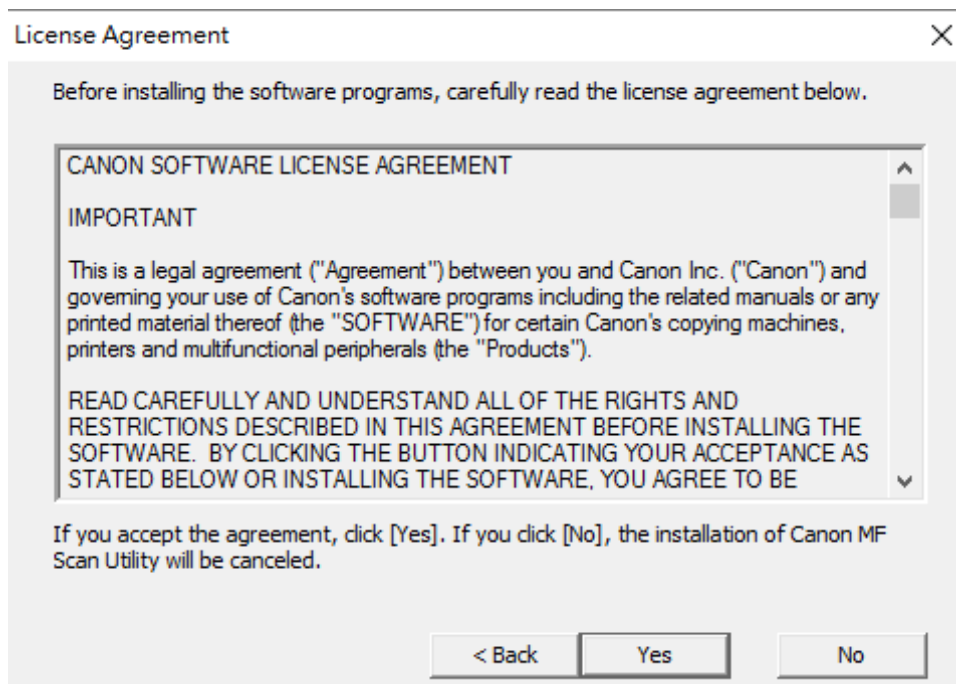 License Agreement
Before installing the software programs, carefully read the license agreement below.
CANON SOFTWARE LICENSE AGREEMENT
IMPORTANT
This is a legal agreement ("Agreement") between you and Canon Inc. ("Canon") and
governing your use of Canon's software programs including the related manuals or any
printed material thereof (the "SOFTWARE") for certain Canon's copying machines,
printers and multifunctional peripherals (the "Products").
READ CAREFULLY AND UNDERSTAND ALL OF THE RIGHTS AND
RESTRICTIONS DESCRIBED IN THIS AGREEMENT BEFORE INSTALLING THE
SOFTWARE.  BY CLICKING THE BUTTON INDICATING YOUR ACCEPTANCE AS
STATED BELOW OR INSTALLING THE SOFTWARE, YOU AGREE TO BE
If you accept the agreement, click [Yes]. If you click [No], the installation of Canon MF
Scan Utility will be canceled.
< Back
Yes
No